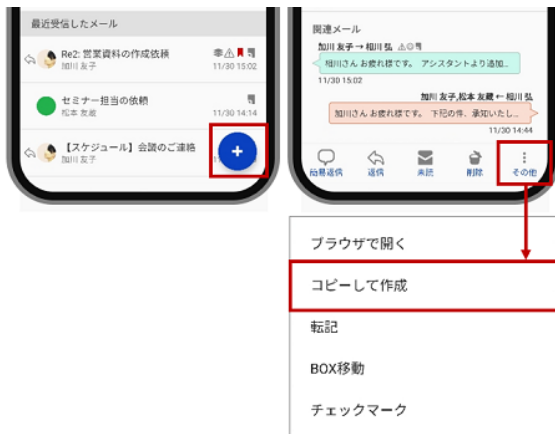 最近受信したメール
Re2: 営業資料の作成依頼
加川 友子
11/30 15:02
セミナー担当の依頼
松本 友蔵
11/30 14:14
【スケジュール】会議のご連絡
加川 友子
関連メール
加川 友子 → 相川 弘
相川さん お疲れ様です。 アシスタントより追加...
11/30 15:02
加川 友子,松本 友蔵 ← 相川 弘
加川さん お疲れ様です。 下記の件、承知いたし...
11/30 14:44
簡易返信
返信
未読
削除
その他
ブラウザで開く
コピーして作成
転記
BOX移動
チェックマーク